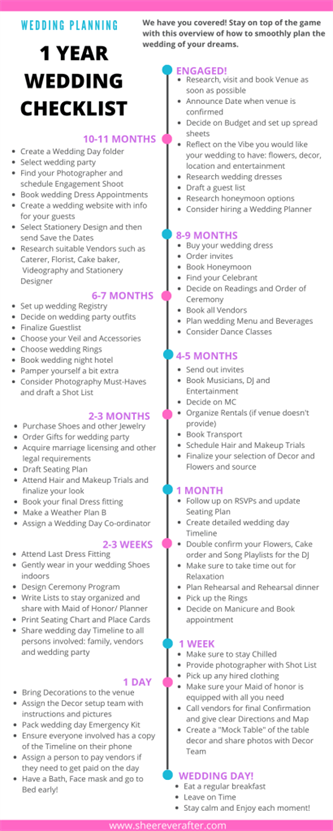 WEDDING PLANNING
1 YEAR
WEDDING
CHECKLIST
We have you covered! Stay on top of the game
with this overview of how to smoothly plan the
wedding of your dreams.
ENGAGED!
Research, visit and book Venue as
soon as possible
Announce Date when venue is
confirmed
Decide on Budget and set up spread
sheets
Reflect on the Vibe you would like
your wedding to have: flowers, decor,
location and entertainment
Research wedding dresses
Draft a guest list
Research honeymoon options
Consider hiring a Wedding Planner
10-11 MONTHS
Create a Wedding Day folder
Select wedding party
Find your Photographer and
schedule Engagement Shoot
Book wedding Dress Appointments
Create a wedding website with info
for your guests
Select Stationery Design and then
send Save the Dates
Research suitable Vendors such as
Caterer, Florist, Cake baker,
Videography and Stationery
Designer
8-9 MONTHS
Buy your wedding dress
Order invites
Book Honeymoon
Find your Celebrant
Decide on Readings and Order of
Ceremony
Book all Vendors
Plan wedding Menu and Beverages
Consider Dance Classes
6-7 MONTHS
Set up wedding Registry
Decide on wedding party outfits
Finalize Guestlist
Choose your Veil and Accessories
Choose wedding Rings
Book wedding night hotel
Pamper yourself a bit extra
Consider Photography Must-Haves
and draft a Shot List
4-5 MONTHS
Send out invites
Book Musicians, DJ and
Entertainment
Decide on MC
Organize Rentals (if venue doesn't
provide)
Book Transport
Schedule Hair and Makeup Trials
Finalize your selection of Decor and
Flowers and source
2-3 MONTHS
Purchase Shoes and other Jewelry
Order Gifts for wedding party
Acquire marriage licensing and other
legal requirements
Draft Seating Plan
Attend Hair and Makeup Trials and
finalize your look
Book your final Dress fitting
Make a Weather Plan B
Assign a Wedding Day Co-ordinator
1 MONTH
Follow up on RSVPs and update
Seating Plan
Create detailed wedding day
Timeline
Double confirm your Flowers, Cake
order and Song Playlists for the DJ
Make sure to take time out for
Relaxation
Plan Rehearsal and Rehearsal dinner
Pick up the Rings
Decide on Manicure and Book
appointment
2-3 WEEKS
Attend Last Dress Fitting
Gently wear in your wedding Shoes
indoors
Design Ceremony Program
Write Lists to stay organized and
share with Maid of Honor/ Planner
Print Seating Chart and Place Cards
Share wedding day Timeline to all
persons involved: family, vendors
and wedding party
1 WEEK
Make sure to stay Chilled
Provide photographer with Shot List
Pick up any hired clothing
Make sure your Maid of honor is
equipped with all you need
Call vendors for final Confirmation
and give clear Directions and Map
Create a "Mock Table" of the table
decor and share photos with Decor
Team
1 DAY
Bring Decorations to the venue
Assign the Decor setup team with
instructions and pictures
Pack wedding day Emergency Kit
Ensure everyone involved has a copy
of the Timeline on their phone
Assign a person to pay vendors if
they need to get paid on the day
Have a Bath, Face mask and go to
Bed early!
WEDDING DAY!
Eat a regular breakfast
Leave on Time
Stay calm and Enjoy each moment!
www.sheereverafter.com